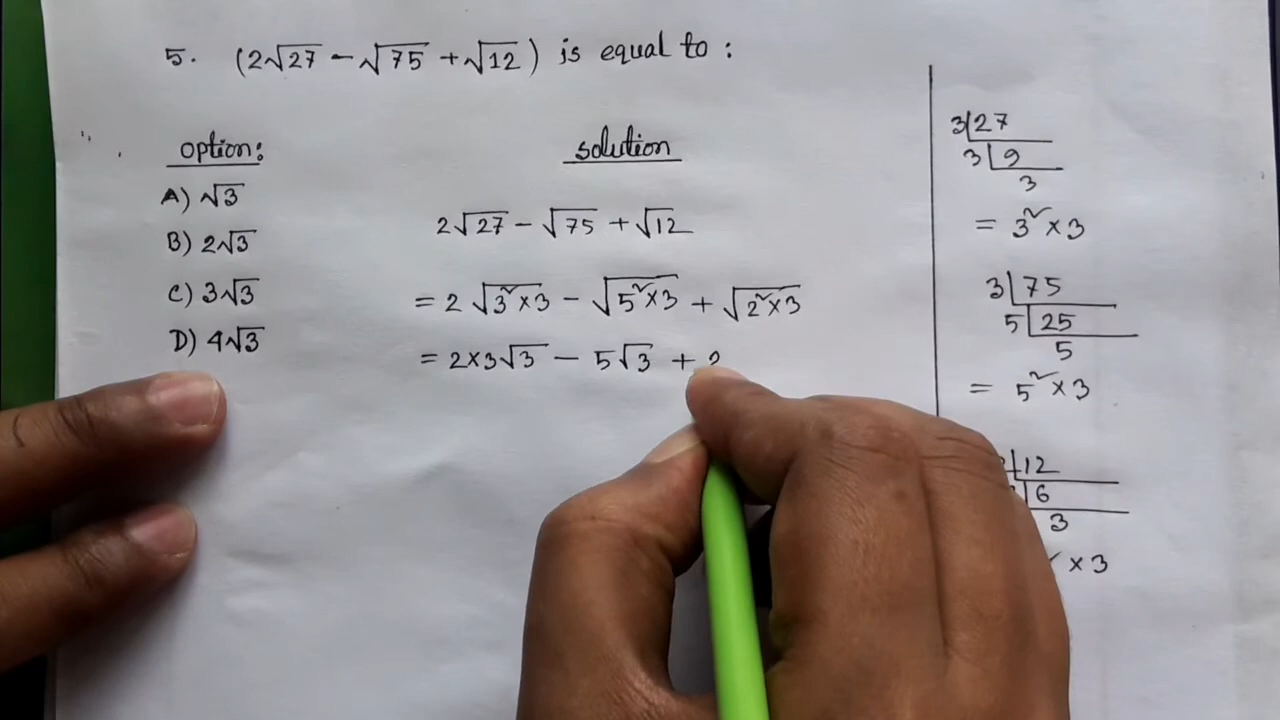 5. (2√27 - √75 + √12) is equal to:
option:
A) √3
B) 2√3
C) 3√3
D) 4√3
solution
2√27 - √75 + √12
= 2 √3²×3 - √5²×3 + √2²×3
= 2×3√3 - 5√3 +
3 27
3 9
3
= 3²×3
3 75
5 25
5
= 5²×3
12
6
3
×3